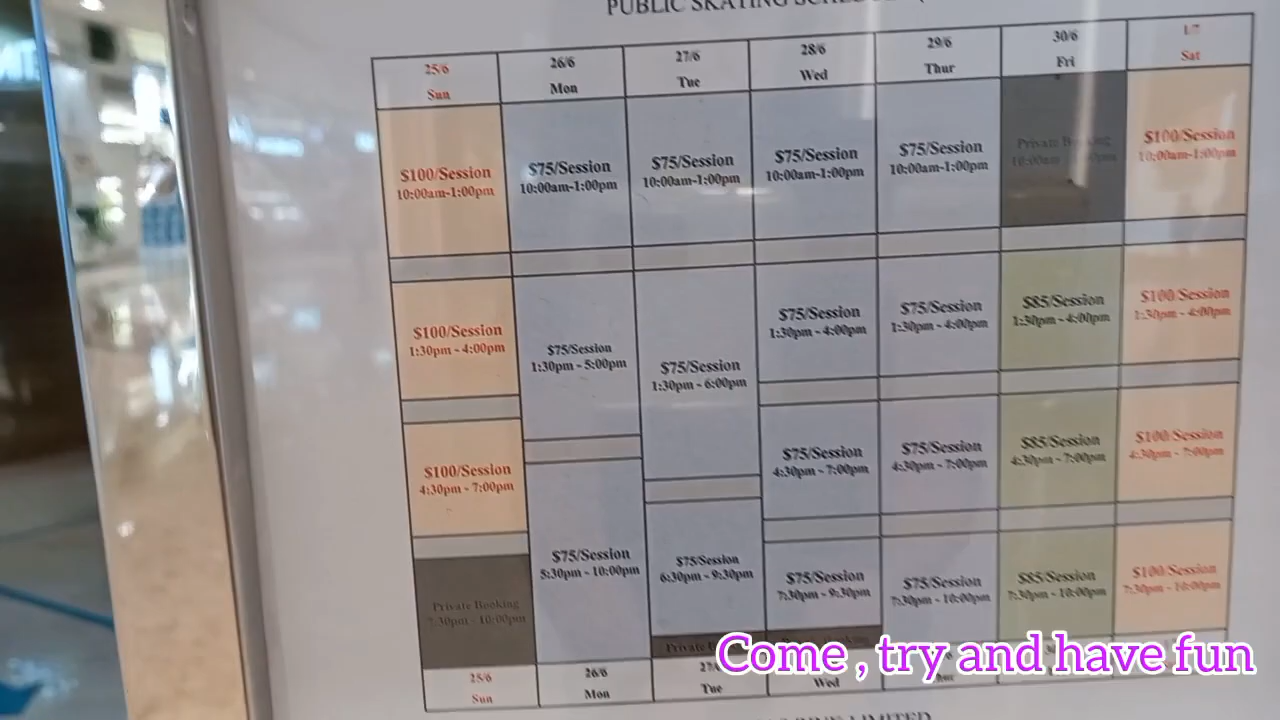 PUBLIC SKATING
25/6 26/6 27/6 28/6 29/6 30/6 1/7
Sun Mon Tue Wed Thur Fri Sat
$100/Session $75/Session $75/Session $75/Session $75/Session Private $100/Session
10:00am-1:00pm 10:00am-1:00pm 10:00am-1:00pm 10:00am-1:00pm 10:00am-1:00pm 10:00am-1:00pm
$100/Session $75/Session $75/Session $75/Session $75/Session $85/Session $100/Session
1:30pm - 4:00pm 1:30pm - 5:00pm 1:30pm - 6:00pm 1:30pm - 4:00pm 1:30pm - 4:00pm 1:30pm - 4:00pm 1:30pm - 4:00pm
$100/Session $75/Session $75/Session $85/Session $100/Session
4:30pm - 7:00pm 4:30pm - 7:00pm 4:30pm - 7:00pm 4:30pm - 7:00pm 4:30pm - 7:00pm
Private Booking $75/Session $75/Session $75/Session $75/Session $85/Session $100/Session
7:30pm - 10:00pm 5:30pm - 10:00pm 6:30pm - 9:30pm 7:30pm - 9:30pm 7:30pm - 10:00pm 7:30pm - 10:00pm 7:30pm - 10:00pm
Private
25/6 26/6
Sun Mon Tue Wed
Come , try and have fun
LIMITED